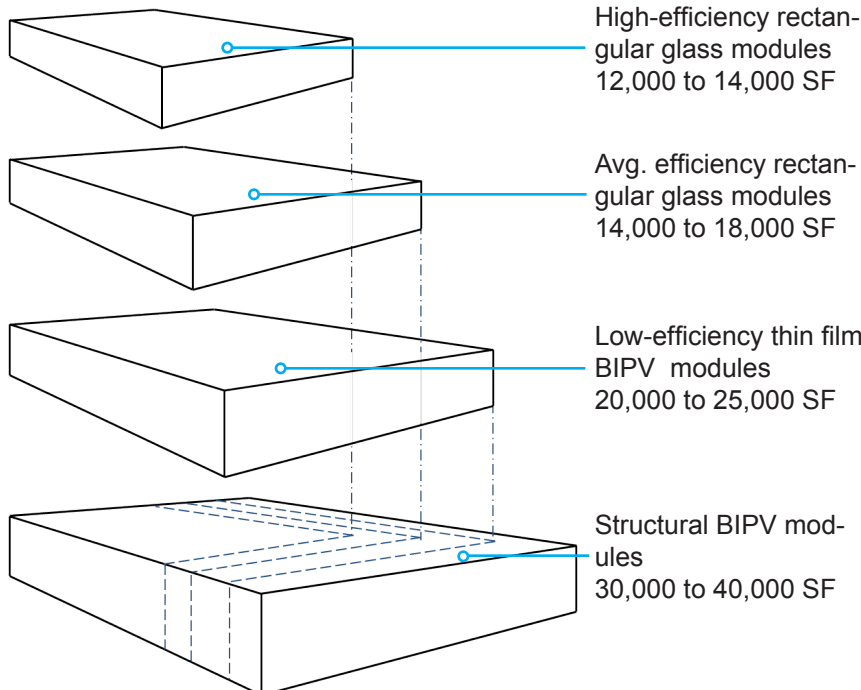 High-efficiency rectan-
gular glass modules
12,000 to 14,000 SF
Avg. efficiency rectan-
gular glass modules
14,000 to 18,000 SF
Low-efficiency thin film
BIPV  modules
20,000 to 25,000 SF
Structural BIPV mod-
ules
30,000 to 40,000 SF